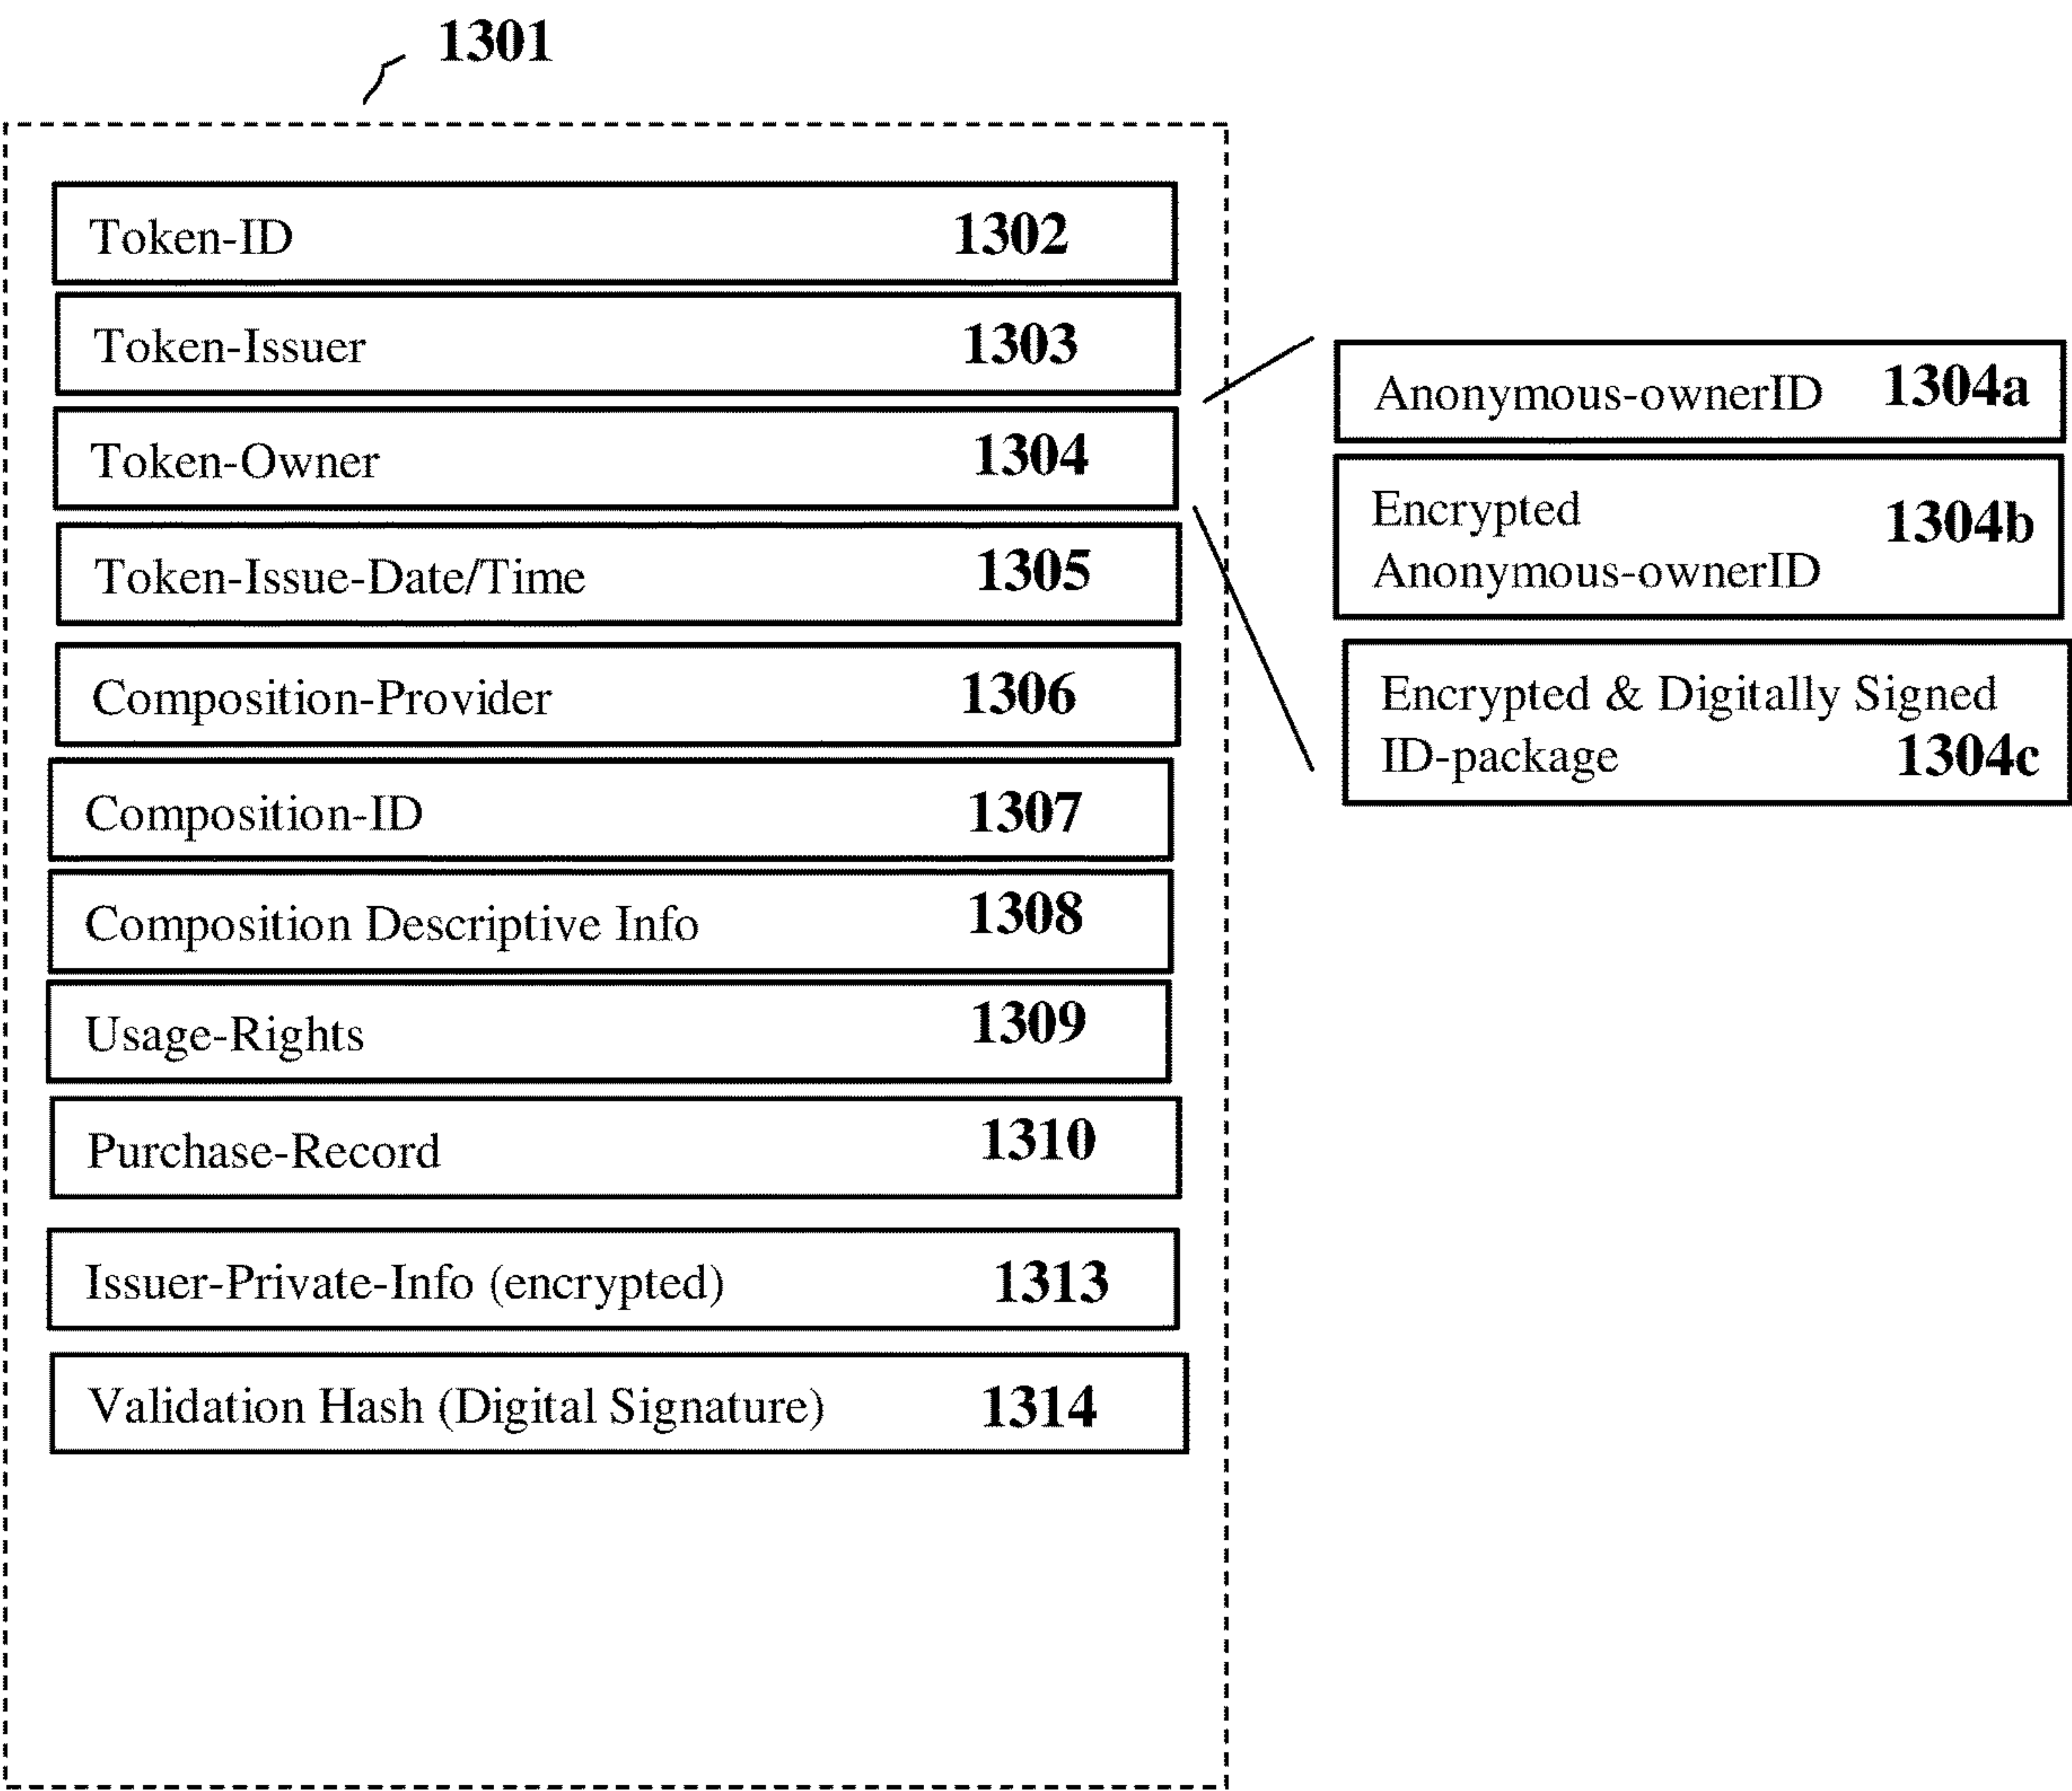 1301
Token-ID 1302
Token-Issuer 1303
Token-Owner 1304
Token-Issue-Date/Time 1305
Composition-Provider 1306
Composition-ID 1307
Composition Descriptive Info 1308
Usage-Rights 1309
Purchase-Record 1310
Issuer-Private-Info (encrypted) 1313
Validation Hash (Digital Signature) 1314
Anonymous-ownerID 1304a
Encrypted 1304b
Anonymous-ownerID
Encrypted & Digitally Signed
ID-package 1304c